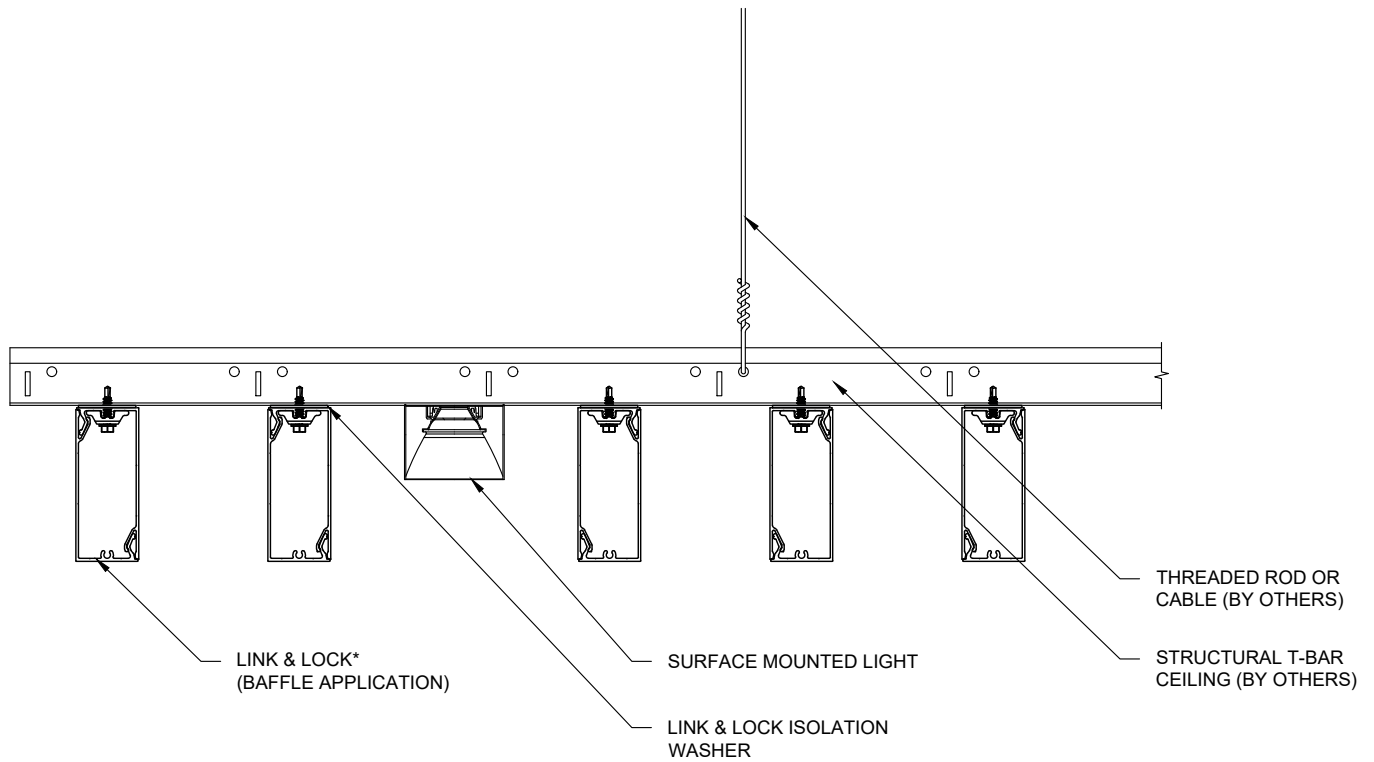 THREADED ROD OR
CABLE (BY OTHERS)
LINK & LOCK*
(BAFFLE APPLICATION)
SURFACE MOUNTED LIGHT
STRUCTURAL T-BAR
CEILING (BY OTHERS)
LINK & LOCK ISOLATION
WASHER